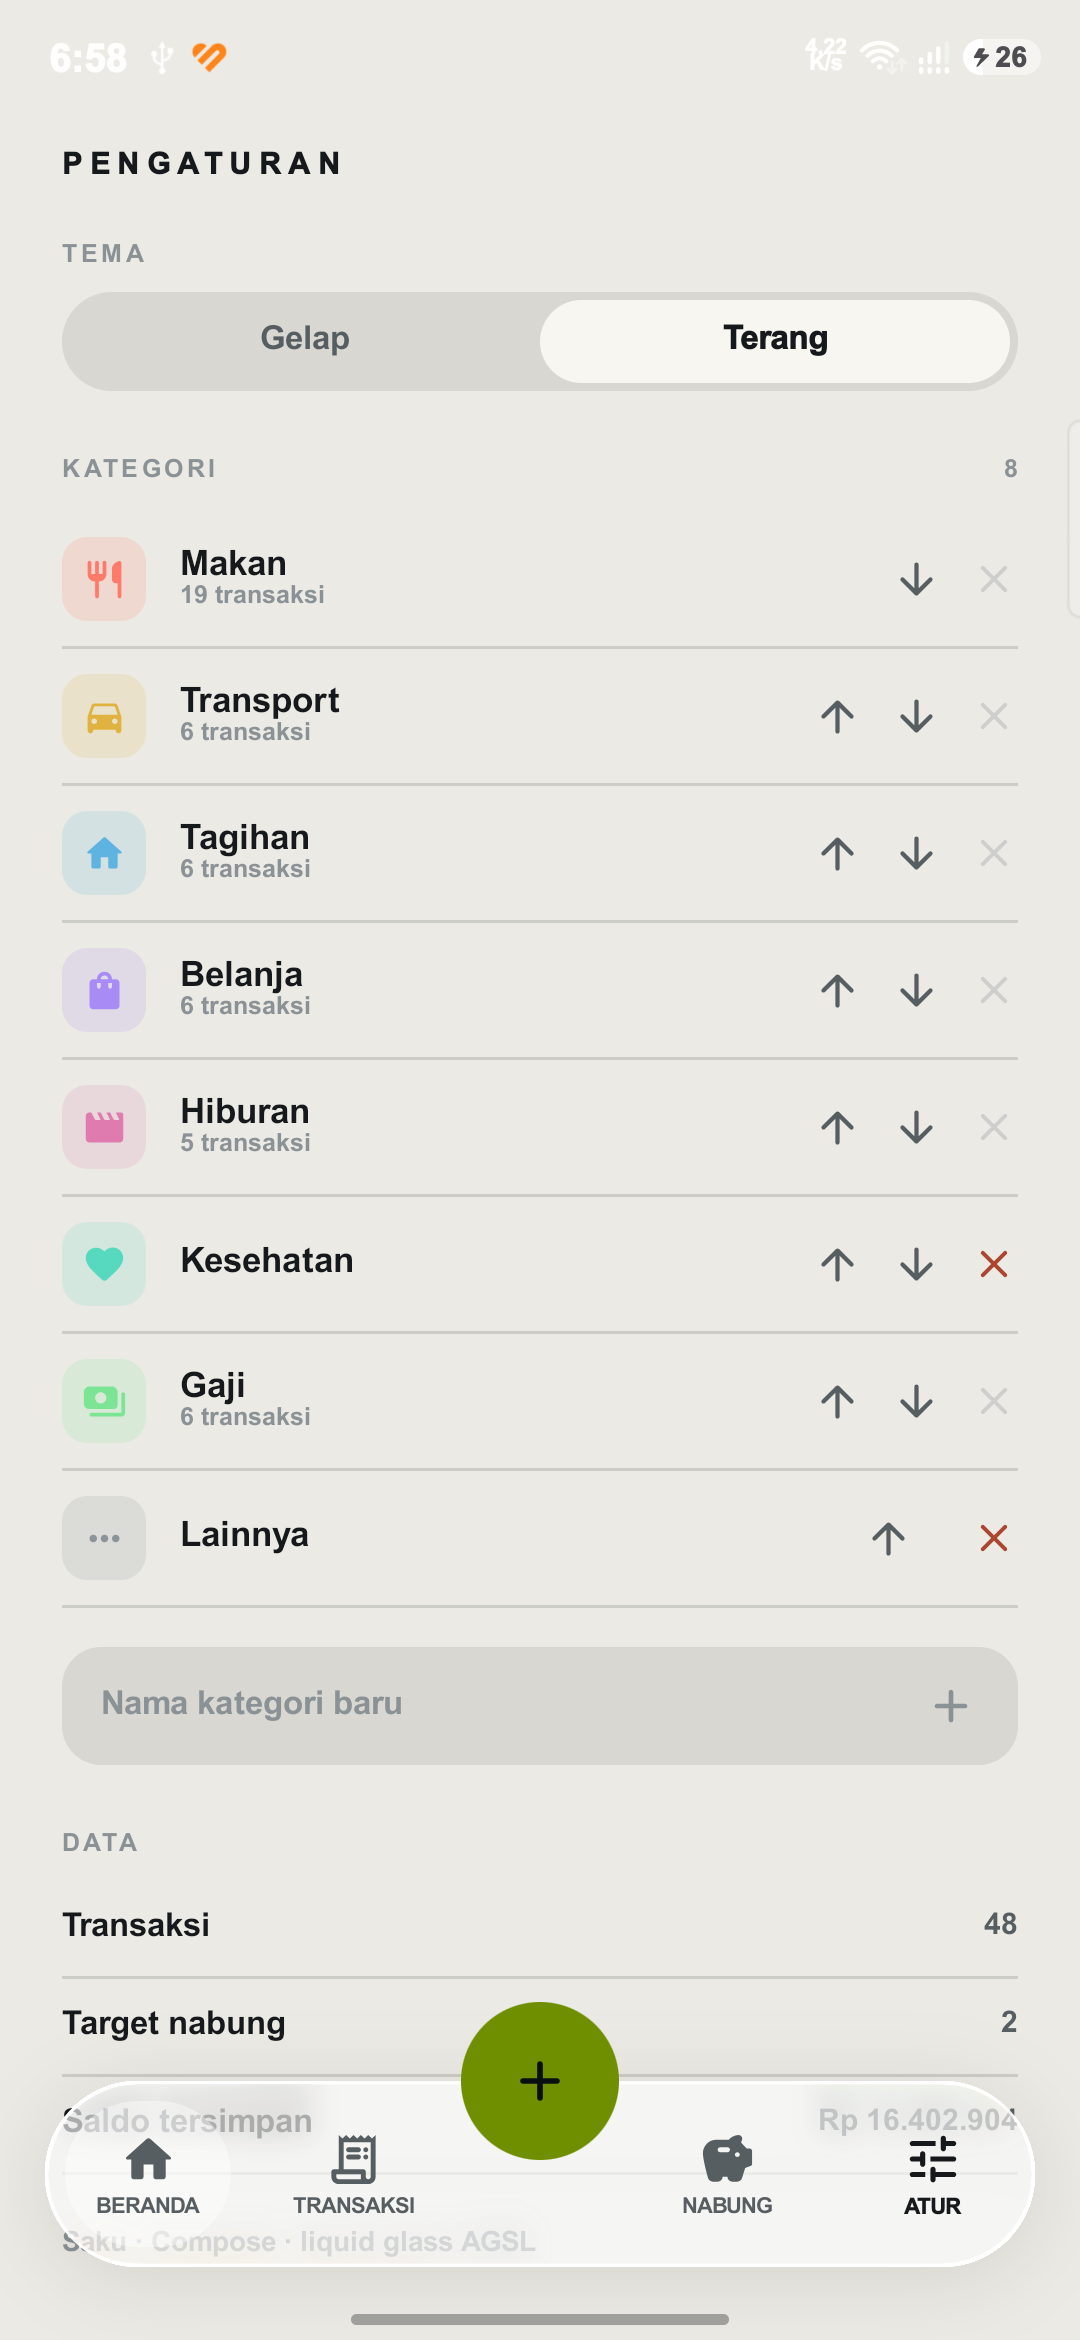 6:58
4,22
K/s
26
PENGATURAN
TEMA
Gelap
Terang
KATEGORI
8
Makan
19 transaksi
Transport
6 transaksi
Tagihan
6 transaksi
Belanja
6 transaksi
Hiburan
5 transaksi
Kesehatan
Gaji
6 transaksi
Lainnya
Nama kategori baru
DATA
Transaksi
48
Target nabung
2
Saldo tersimpan
Rp 16.402.904
BERANDA
TRANSAKSI
NABUNG
ATUR
Saku · Compose · liquid glass AGSL